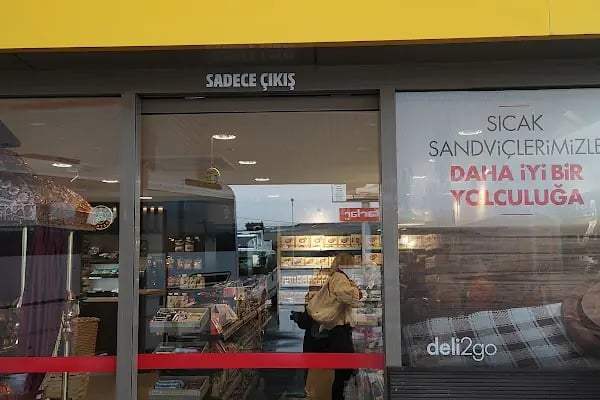 SADECE ÇIKIŞ
SICAK
SANDVİÇLERİMİZLE
DAHA İYİ BİR
YOLCULUĞA
deli2go